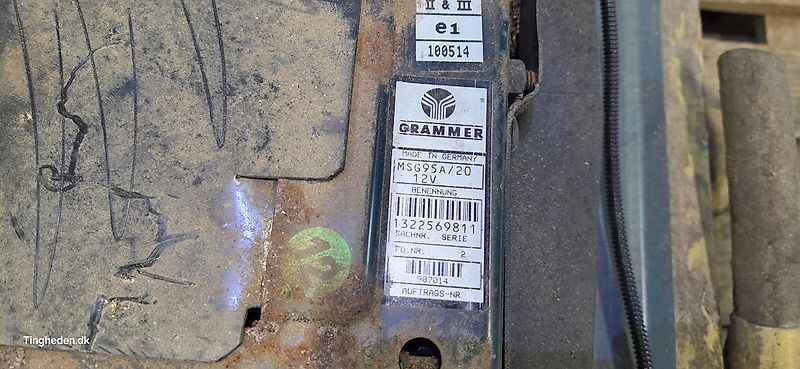 II & III
e1
100514
GRAMMER
MADE IN GERMANY
MSG95A/20
12V
BENENNUNG
1322569811
SACHNR. SERIE
FD.NR. 2
907014
AUFTRAGS-NR
Tingheden.dk